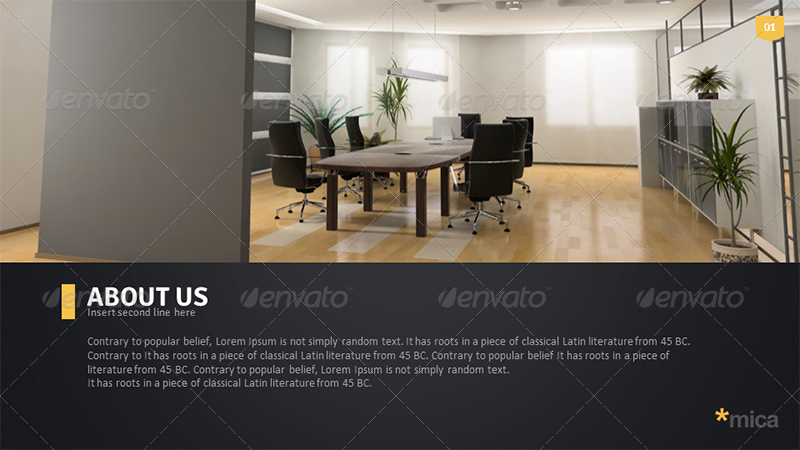 01
envato envato envato envato
ABOUT US
envato envato envato envato
Insert second line here
Contrary to popular belief, Lorem Ipsum is not simply random text. It has roots in a piece of classical Latin literature from 45 BC.
Contrary to It has roots in a piece of classical Latin literature from 45 BC. Contrary to popular belief It has roots in a piece of
literature from 45 BC. Contrary to popular belief, Lorem Ipsum is not simply random text.
It has roots in a piece of classical Latin literature from 45 BC.
*mica